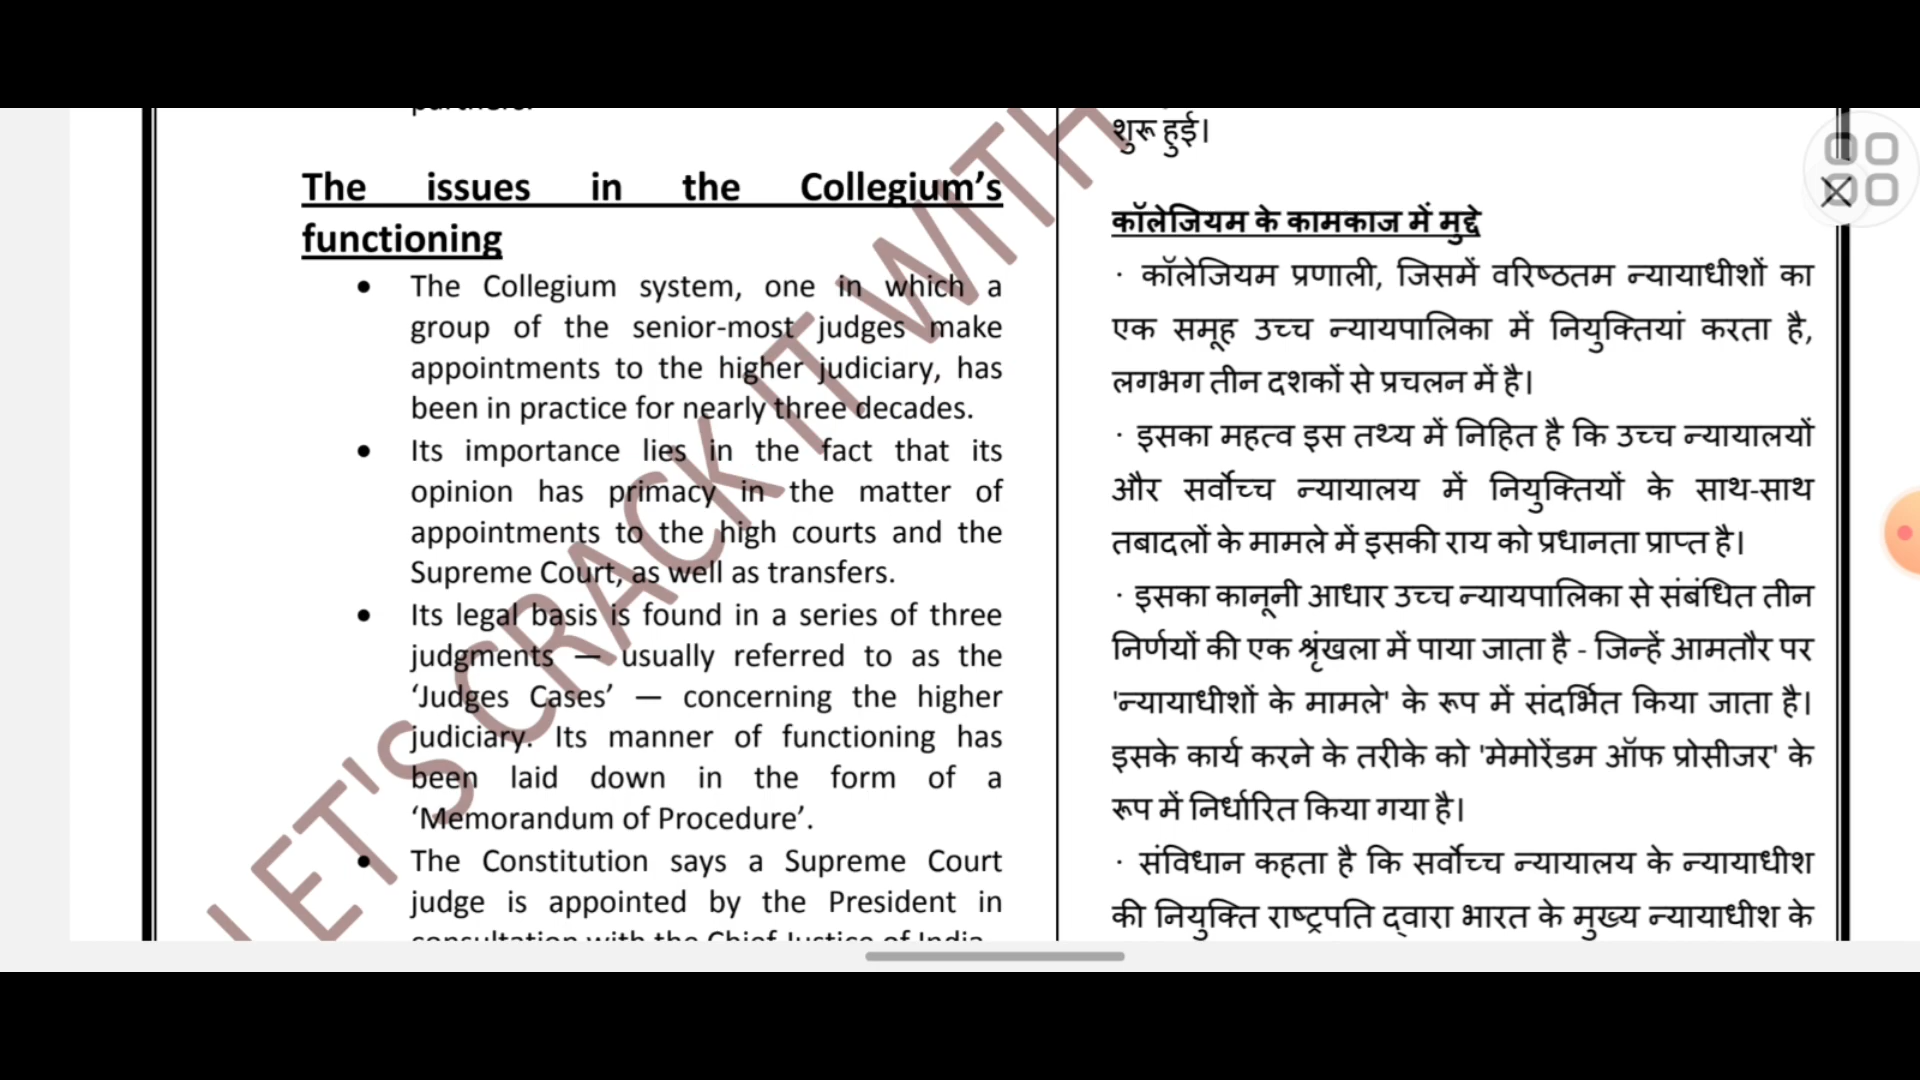 The issues in the Collegium’s
functioning
• The Collegium system, one in which a
group of the senior-most judges make
appointments to the higher judiciary, has
been in practice for nearly three decades.
• Its importance lies in the fact that its
opinion has primacy in the matter of
appointments to the high courts and the
Supreme Court, as well as transfers.
• Its legal basis is found in a series of three
judgments — usually referred to as the
‘Judges Cases’ — concerning the higher
judiciary. Its manner of functioning has
been laid down in the form of a
‘Memorandum of Procedure’.
• The Constitution says a Supreme Court
judge is appointed by the President in
consultation with the Chief Justice of India
शुरू हुई।
कॉलेजियम के कामकाज में मुद्दे
· कॉलेजियम प्रणाली, जिसमें वरिष्ठतम न्यायाधीशों का
एक समूह उच्च न्यायपालिका में नियुक्तियां करता है,
लगभग तीन दशकों से प्रचलन में है।
· इसका महत्व इस तथ्य में निहित है कि उच्च न्यायालयों
और सर्वोच्च न्यायालय में नियुक्तियों के साथ-साथ
तबादलों के मामले में इसकी राय को प्रधानता प्राप्त है।
· इसका कानूनी आधार उच्च न्यायपालिका से संबंधित तीन
निर्णयों की एक श्रृंखला में पाया जाता है - जिन्हें आमतौर पर
'न्यायाधीशों के मामले' के रूप में संदर्भित किया जाता है।
इसके कार्य करने के तरीके को 'मेमोरेंडम ऑफ प्रोसीजर' के
रूप में निर्धारित किया गया है।
· संविधान कहता है कि सर्वोच्च न्यायालय के न्यायाधीश
की नियुक्ति राष्ट्रपति द्वारा भारत के मुख्य न्यायाधीश के
LET'S CRACK IT WITH